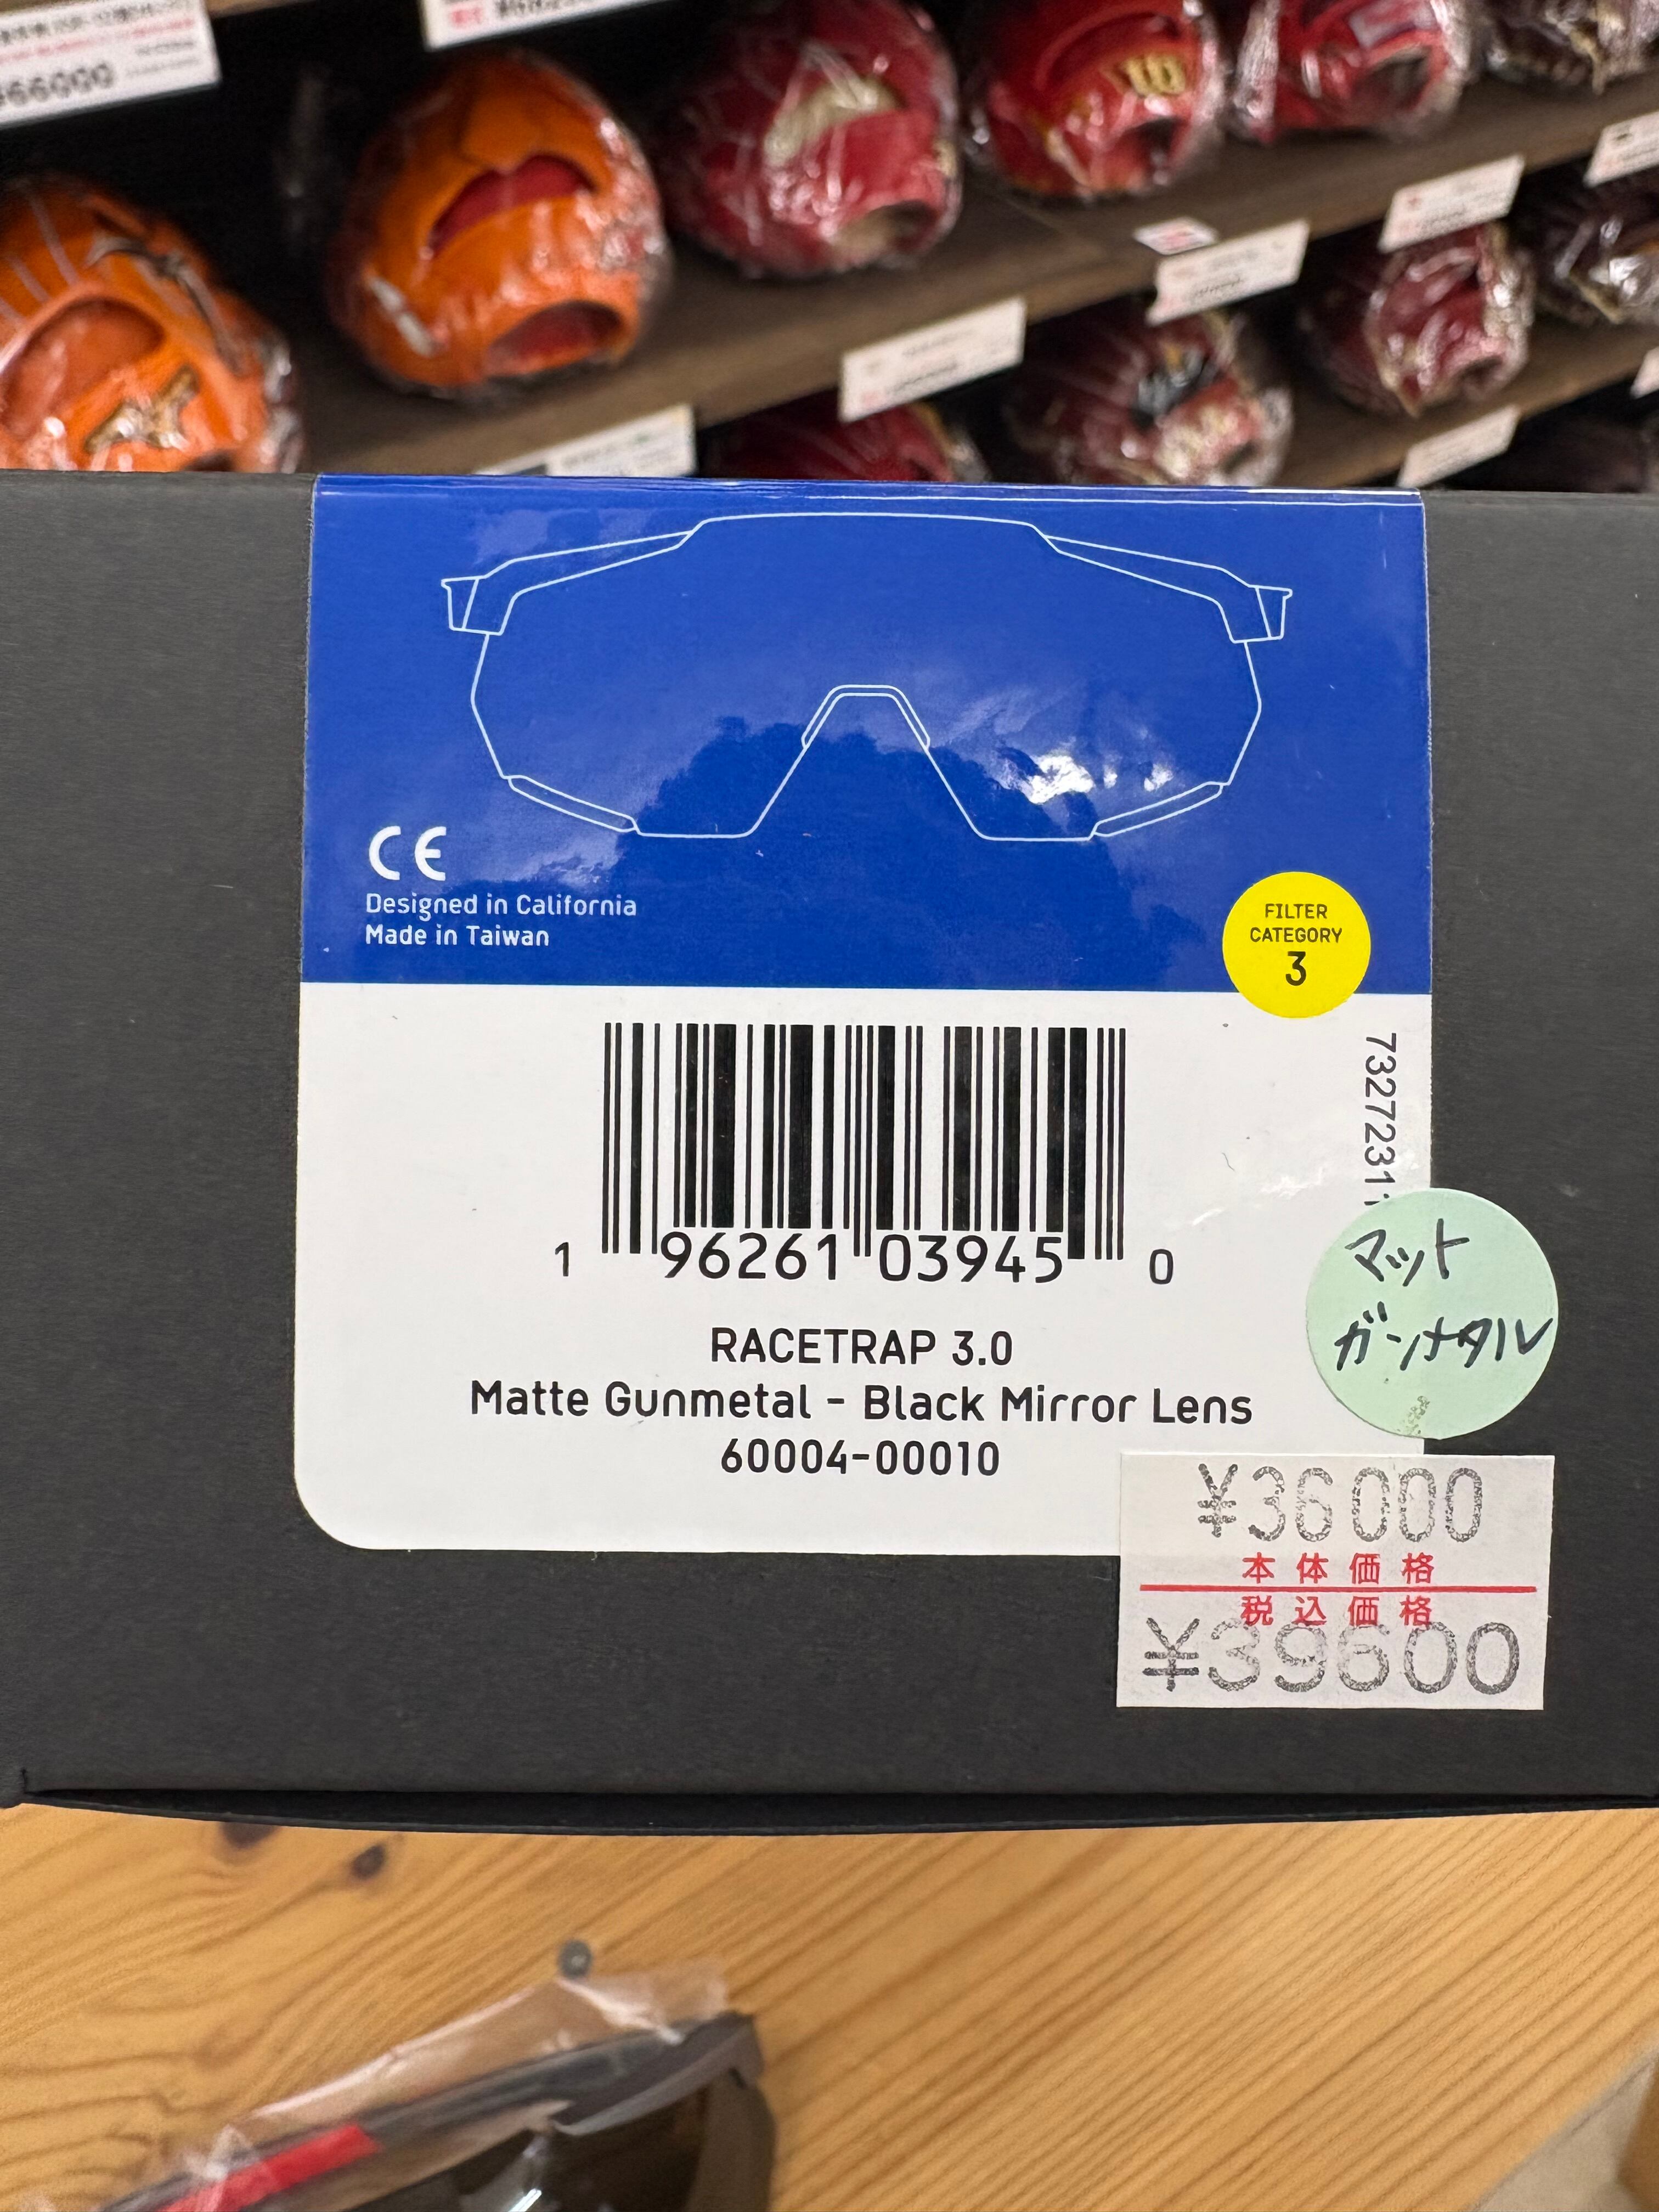 ¥66000
CE
Designed in California
Made in Taiwan
FILTER
CATEGORY
3
1 96261 03945 0
RACETRAP 3.0
Matte Gunmetal - Black Mirror Lens
60004-00010
マット
ガンメタル
¥36000
本体価格
税込価格
¥39600